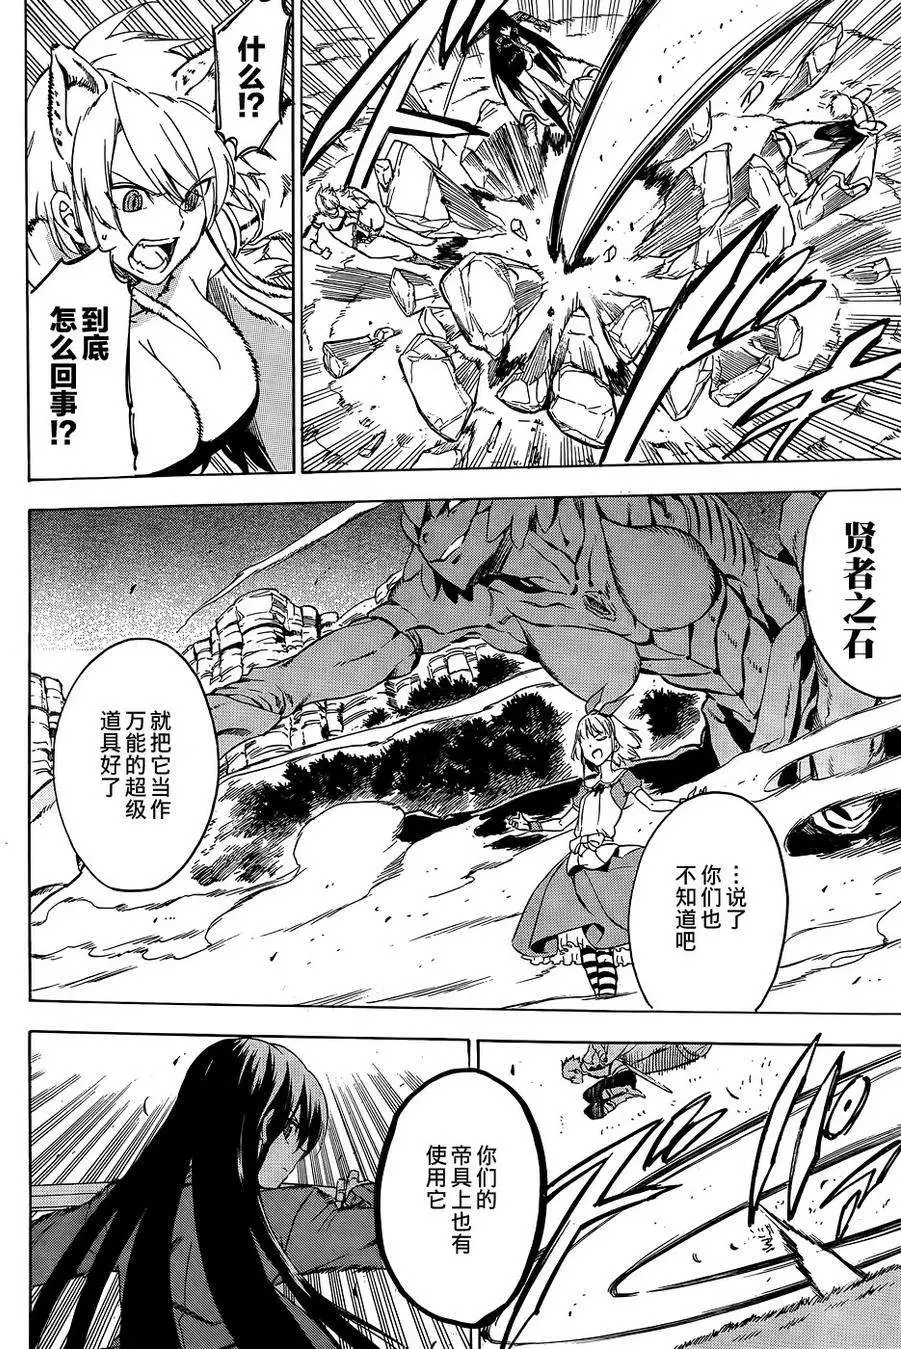 什么!?
到底
怎么回事!?
贤者之石
…说了
你们也
不知道吧
就把它当作
万能的超级
道具好了
你们的
帝具上也有
使用它